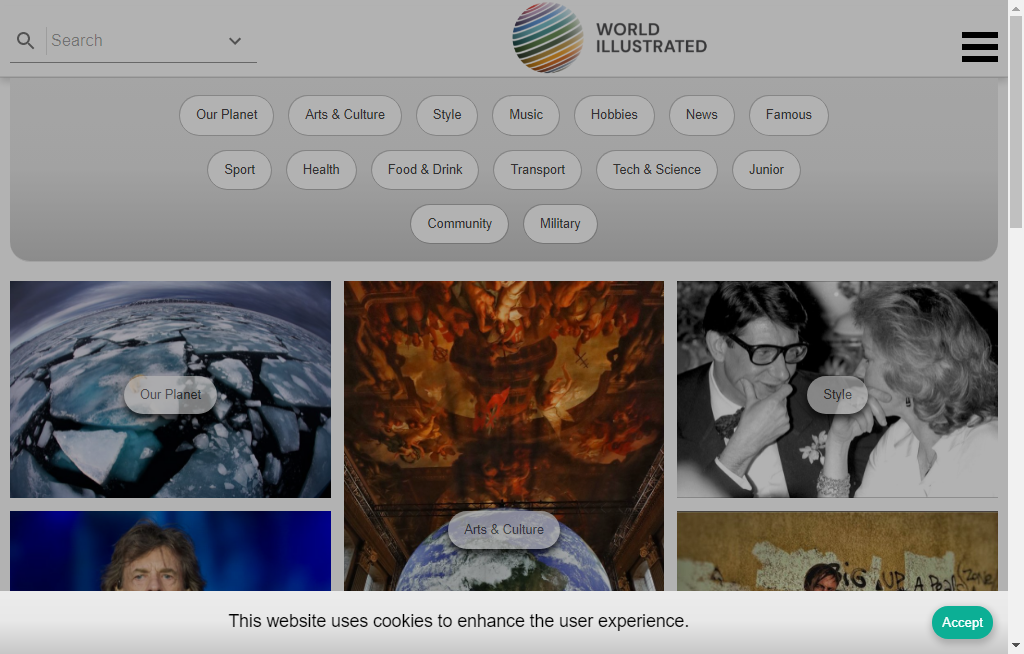 Search
WORLD
ILLUSTRATED
Our Planet
Arts & Culture
Style
Music
Hobbies
News
Famous
Sport
Health
Food & Drink
Transport
Tech & Science
Junior
Community
Military
Our Planet
Arts & Culture
Style
BIG UP A
This website uses cookies to enhance the user experience.
Accept